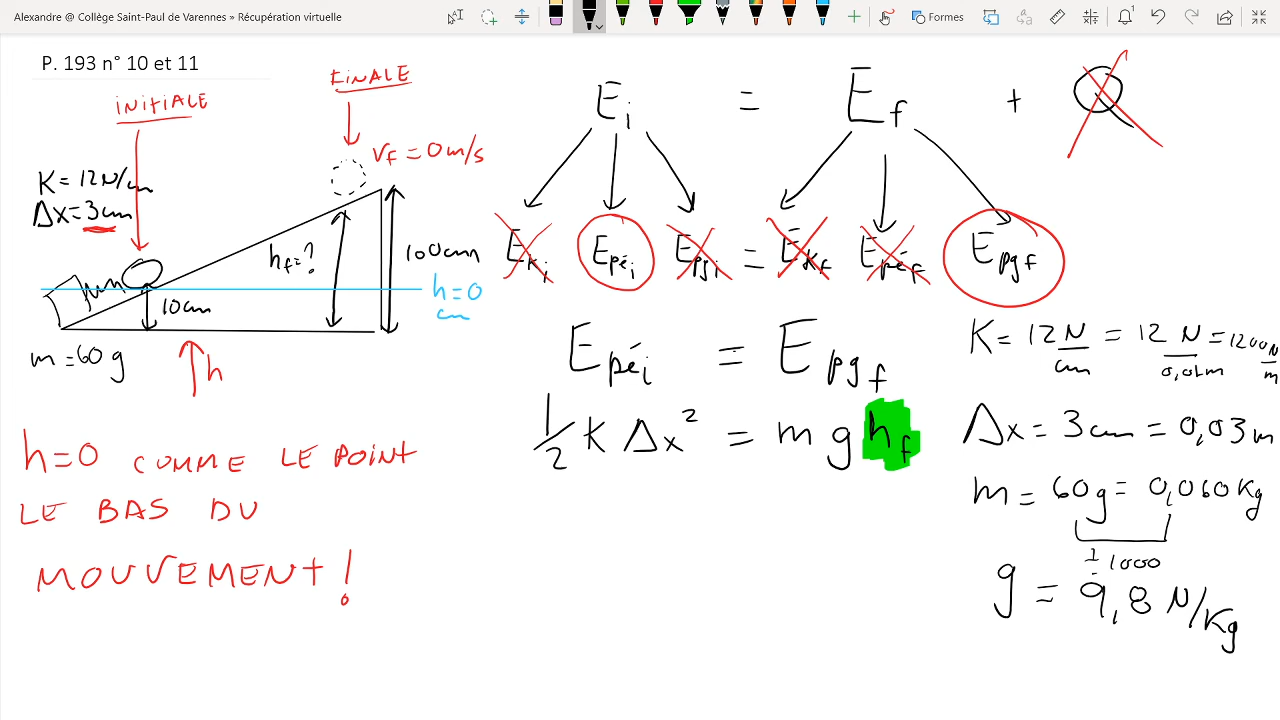 Alexandre @ Collège Saint-Paul de Varennes » Récupération virtuelle
Formes
P. 193 n° 10 et 11
INITIALE
FINALE
Vf = 0 m/s
K = 12 N/cm
Δx = 3 cm
hf = ?
100 cm
10 cm
h = 0
cm
m = 60 g
h
h = 0 COMME LE POINT
LE BAS DU
MOUVEMENT !
Ei = Ef + Q
Eki Epéi Epgi = Ekf Epéf Epgf
Epéi = Epgf
1/2 K Δx² = m g hf
K = 12 N/cm = 12 N/0,01m = 1200 N/m
Δx = 3 cm = 0,03 m
m = 60 g = 0,060 Kg
÷ 1000
g = 9,8 N/Kg